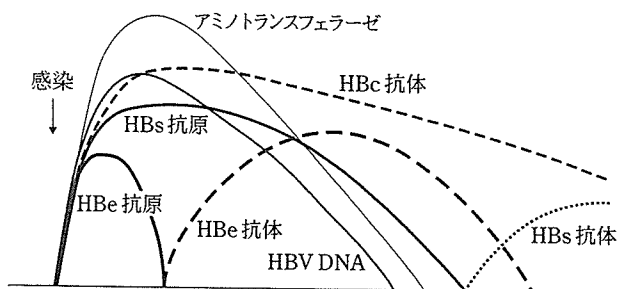 アミノトランスフェラーゼ
感染
HBc 抗体
HBs 抗原
HBe 抗原
HBe 抗体
HBs 抗体
HBV DNA